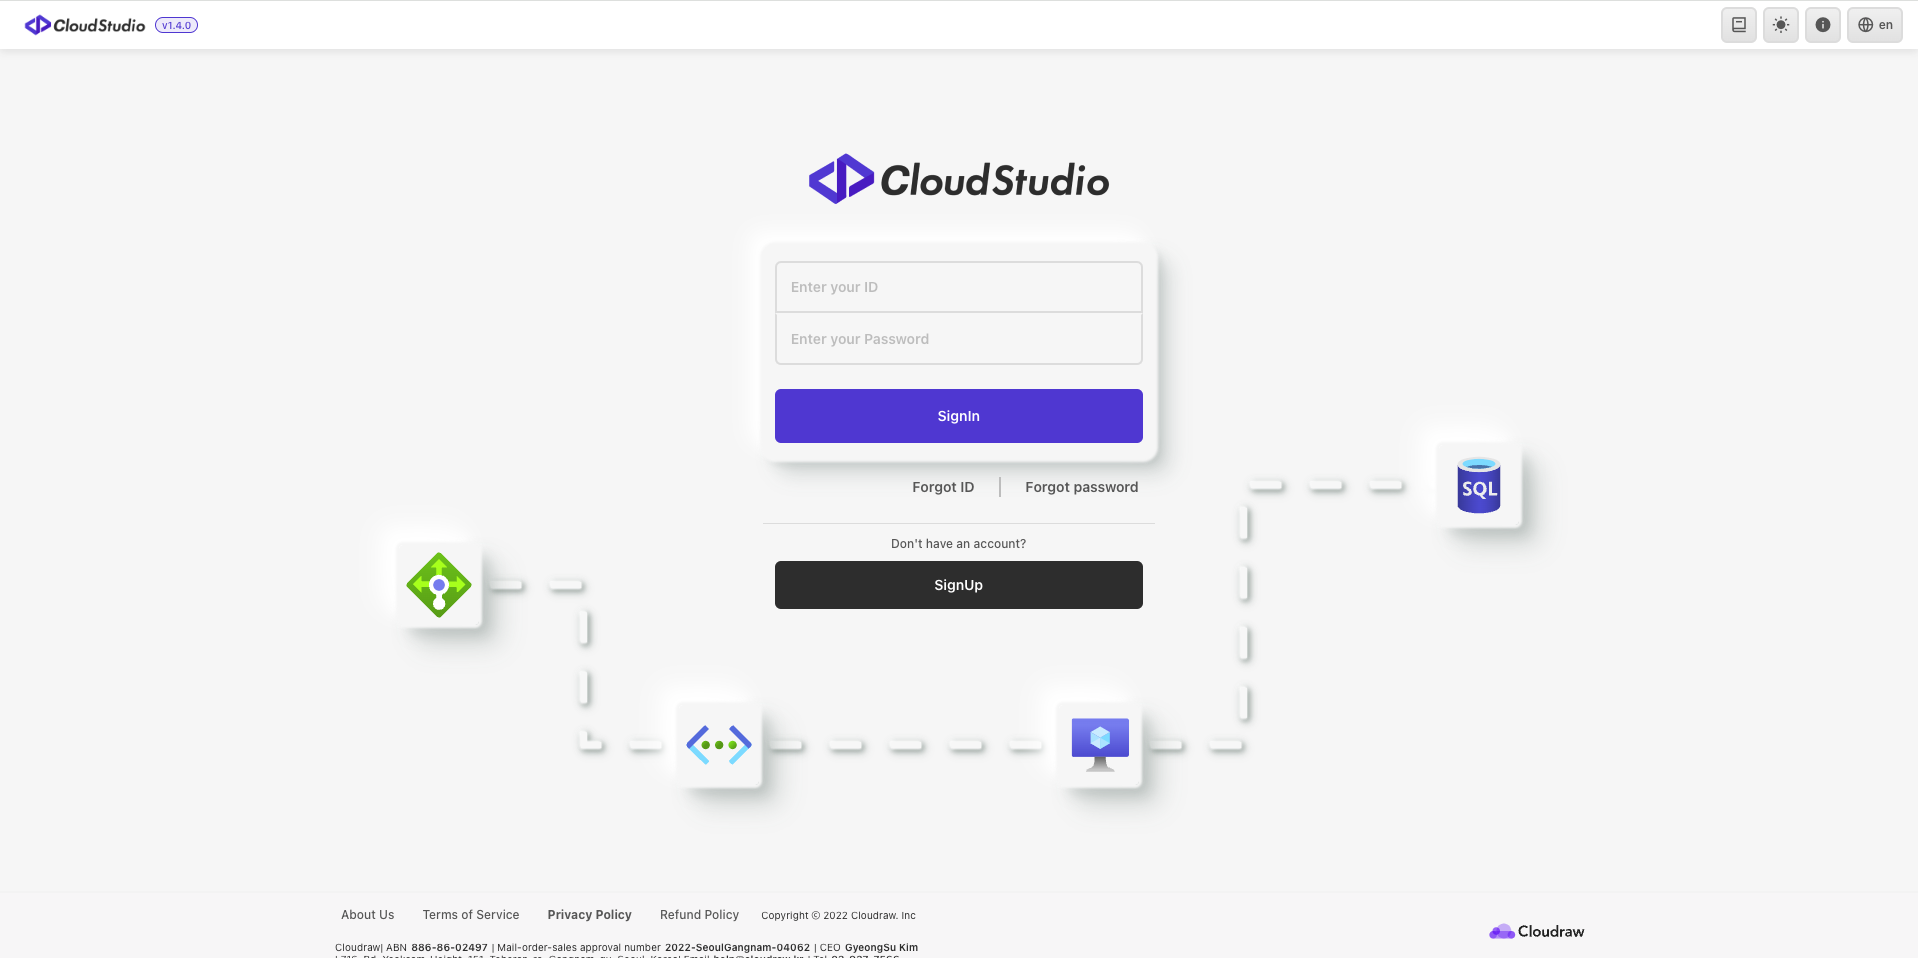 CloudStudio v1.4.0
en
CloudStudio
Enter your ID
Enter your Password
SignIn
Forgot ID | Forgot password
Don't have an account?
SignUp
SQL
About Us Terms of Service Privacy Policy Refund Policy Copyright © 2022 Cloudraw. Inc
Cloudraw
Cloudraw| ABN 886-86-02497 | Mail-order-sales approval number 2022-SeoulGangnam-04062 | CEO GyeongSu Kim